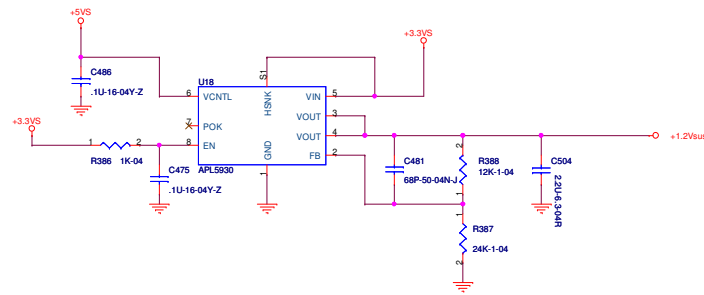 +5VS
C486
.1U-16-04Y-Z
+3.3VS
1
2
R386
1K-04
C475
.1U-16-04Y-Z
U18
6
VCNTL
7
POK
8
EN
APL5930
S1
HSNK
GND
1
VIN
5
VOUT
3
VOUT
4
FB
2
+3.3VS
C481
68P-50-04N-J
2
R388
12K-1-04
1
1
R387
24K-1-04
2
C504
2.2U-6.3-04R
+1.2Vsus